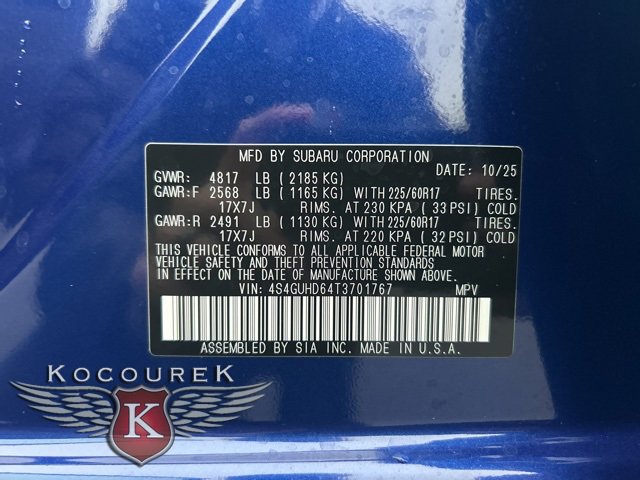 MFD BY SUBARU CORPORATION
DATE: 10/25
GVWR: 4817 LB ( 2185 KG)
GAWR:F 2568 LB ( 1165 KG) WITH 225/60R17 TIRES.
17X7J RIMS. AT 230 KPA ( 33 PSI) COLD
GAWR:R 2491 LB ( 1130 KG) WITH 225/60R17 TIRES.
17X7J RIMS. AT 220 KPA ( 32 PSI) COLD
THIS VEHICLE CONFORMS TO ALL APPLICABLE FEDERAL MOTOR
VEHICLE SAFETY AND THEFT PREVENTION STANDARDS
IN EFFECT ON THE DATE OF MANUFACTURE SHOWN ABOVE.
VIN: 4S4GUHD64T3701767 MPV
ASSEMBLED BY SIA INC. MADE IN U.S.A.
KOCOUREK
K